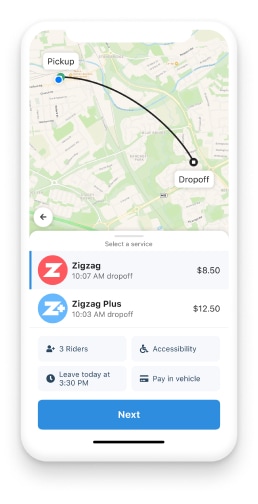 Pickup
Dropoff
Select a service
Zigzag
10:07 AM dropoff
$8.50
Zigzag Plus
10:03 AM dropoff
$12.50
3 Riders
Accessibility
Leave today at
3:30 PM
Pay in vehicle
Next